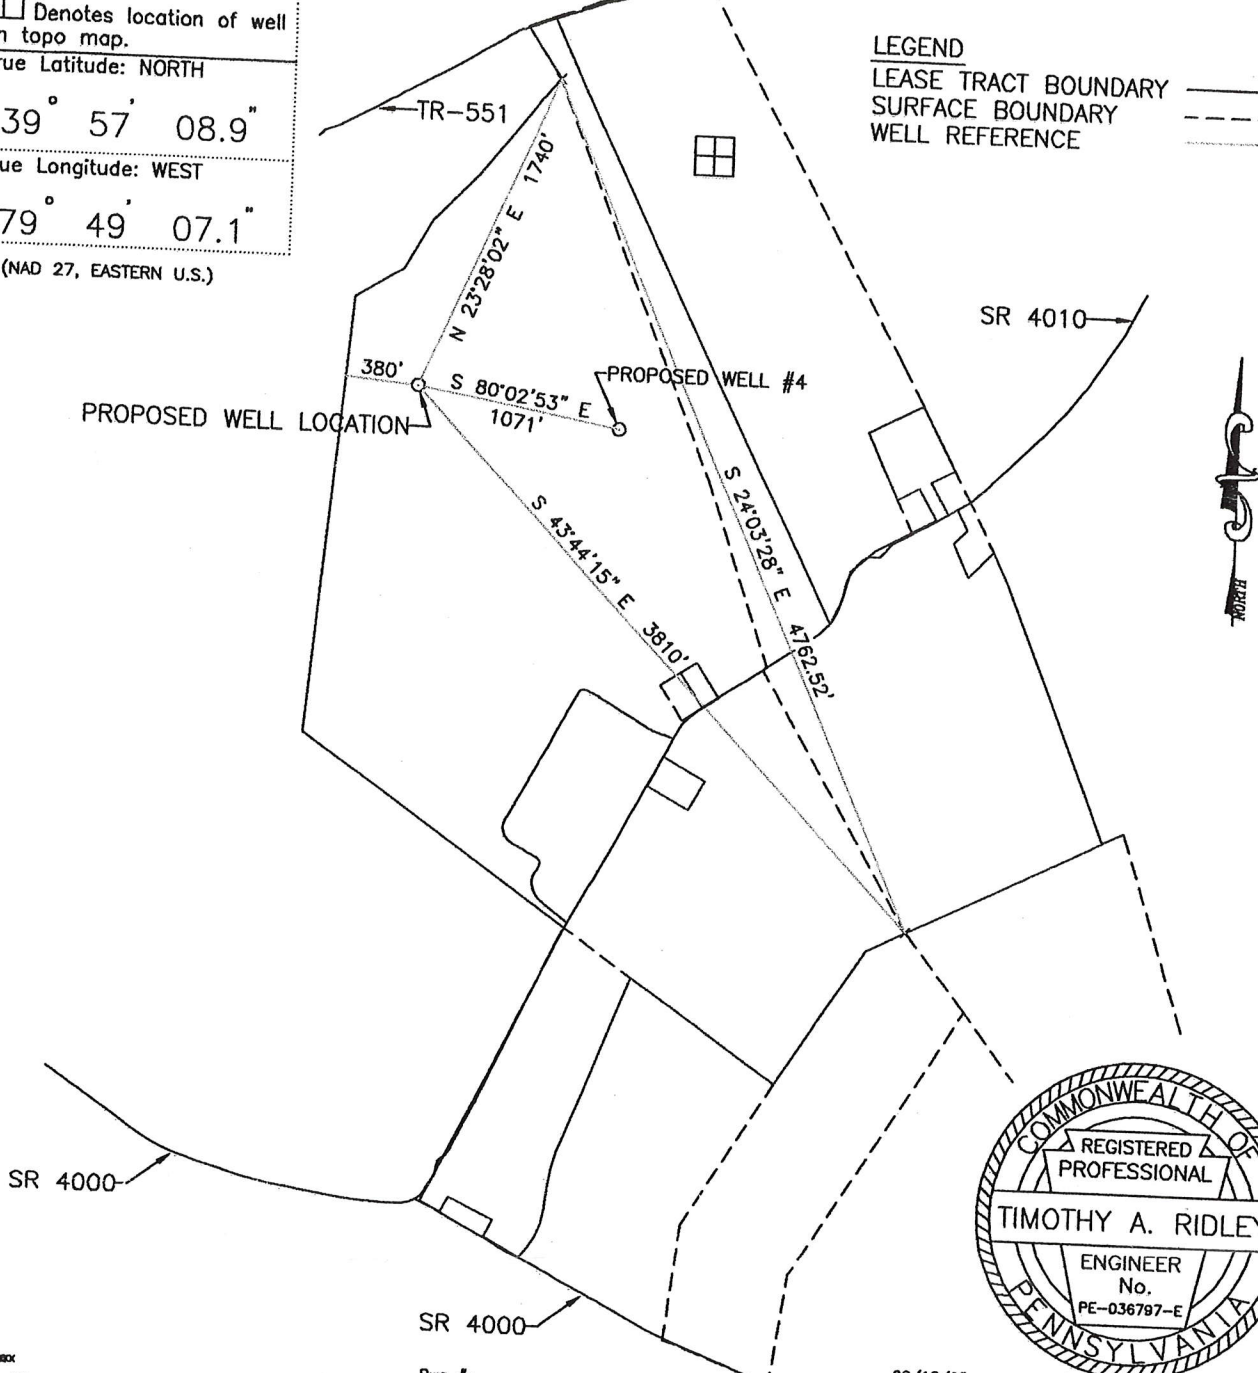 Denotes location of well
topo map.
Latitude: NORTH
39° 57' 08.9"
Longitude: WEST
79° 49' 07.1"
(NAD 27, EASTERN U.S.)
LEGEND
LEASE TRACT BOUNDARY
SURFACE BOUNDARY
WELL REFERENCE
TR-551
N 23°28'02" E 1740'
SR 4010
380'
S 80°02'53" E
1071'
PROPOSED WELL #4
PROPOSED WELL LOCATION
S 24°03'28" E 4762.52'
S 43°44'15" E 3810'
SR 4000
SR 4000
COMMONWEALTH OF
REGISTERED
PROFESSIONAL
TIMOTHY A. RIDLEY
ENGINEER
No.
PE-036797-E
PENNSYLVANIA